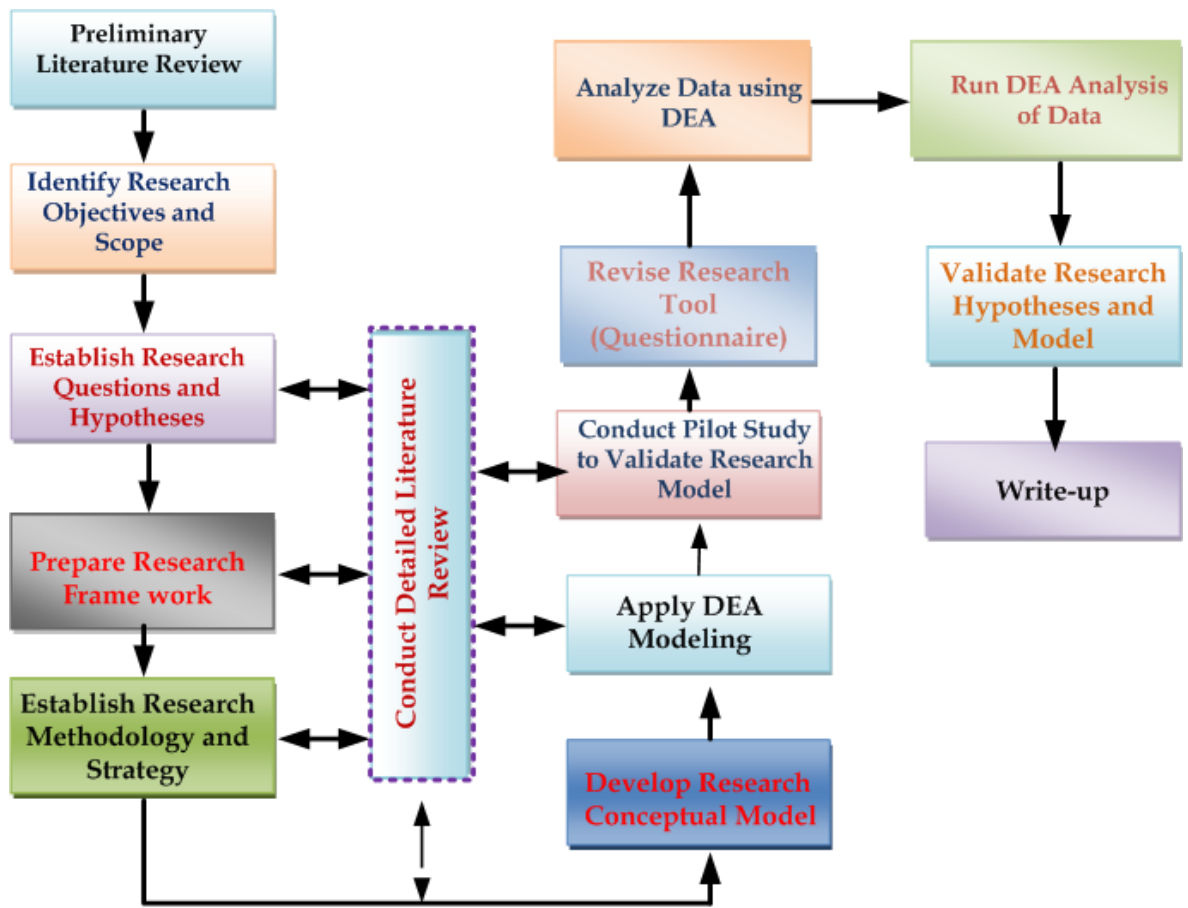 Preliminary
Literature Review
Identify Research
Objectives and
Scope
Establish Research
Questions and
Hypotheses
Prepare Research
Frame work
Establish Research
Methodology and
Strategy
Conduct Detailed Literature
Review
Analyze Data using
DEA
Revise Research
Tool
(Questionnaire)
Conduct Pilot Study
to Validate Research
Model
Apply DEA
Modeling
Develop Research
Conceptual Model
Run DEA Analysis
of Data
Validate Research
Hypotheses and
Model
Write-up